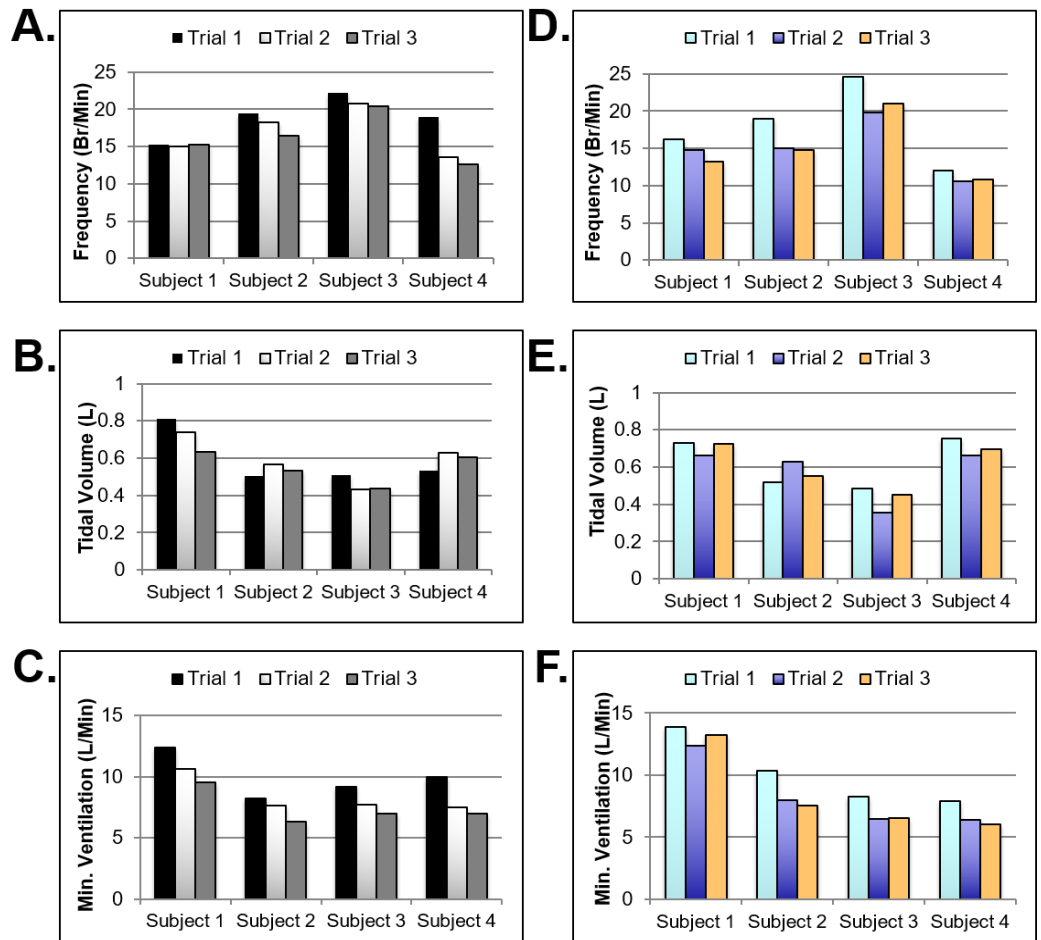 A.
Trial 1 Trial 2 Trial 3
Frequency (Br/Min)
25
20
15
10
5
0
Subject 1 Subject 2 Subject 3 Subject 4
D.
Trial 1 Trial 2 Trial 3
Frequency (Br/Min)
25
20
15
10
5
0
Subject 1 Subject 2 Subject 3 Subject 4
B.
Trial 1 Trial 2 Trial 3
Tidal Volume (L)
1
0.8
0.6
0.4
0.2
0
Subject 1 Subject 2 Subject 3 Subject 4
E.
Trial 1 Trial 2 Trial 3
Tidal Volume (L)
1
0.8
0.6
0.4
0.2
0
Subject 1 Subject 2 Subject 3 Subject 4
C.
Trial 1 Trial 2 Trial 3
Min. Ventilation (L/Min)
15
10
5
0
Subject 1 Subject 2 Subject 3 Subject 4
F.
Trial 1 Trial 2 Trial 3
Min. Ventilation (L/Min)
15
10
5
0
Subject 1 Subject 2 Subject 3 Subject 4